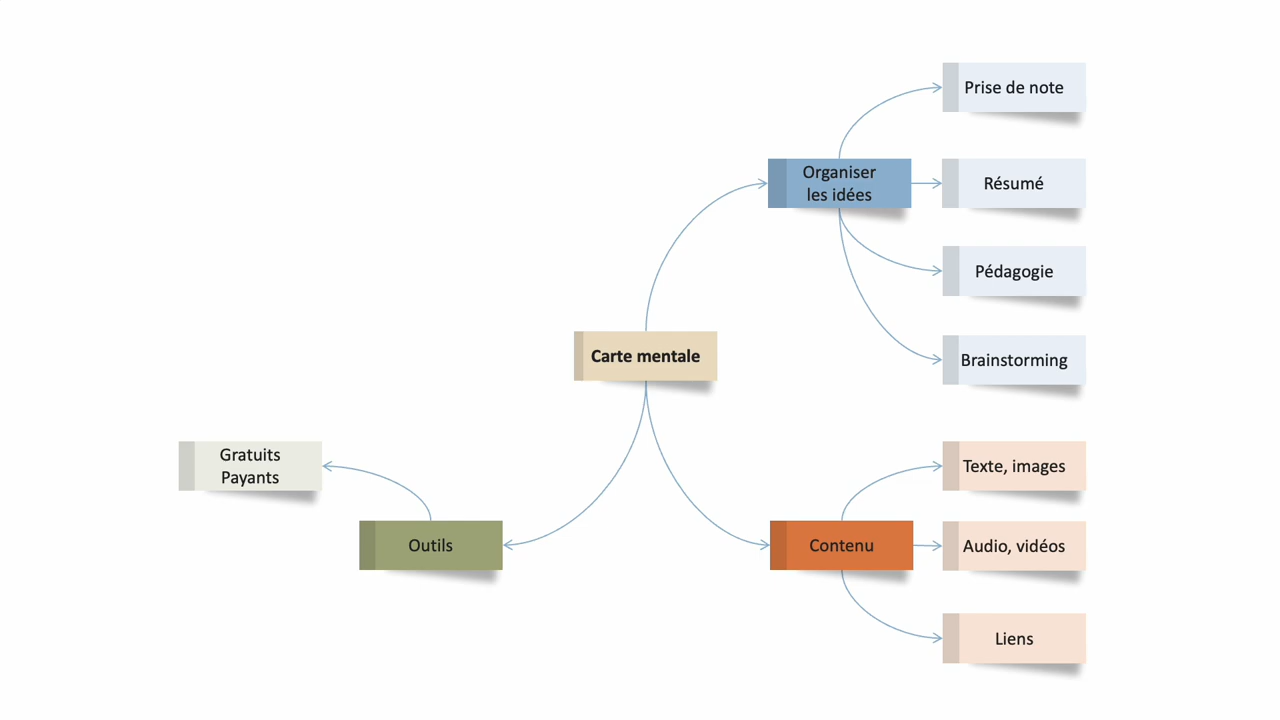 Prise de note
Organiser
les idées
Résumé
Pédagogie
Carte mentale
Brainstorming
Gratuits
Payants
Texte, images
Outils
Contenu
Audio, vidéos
Liens